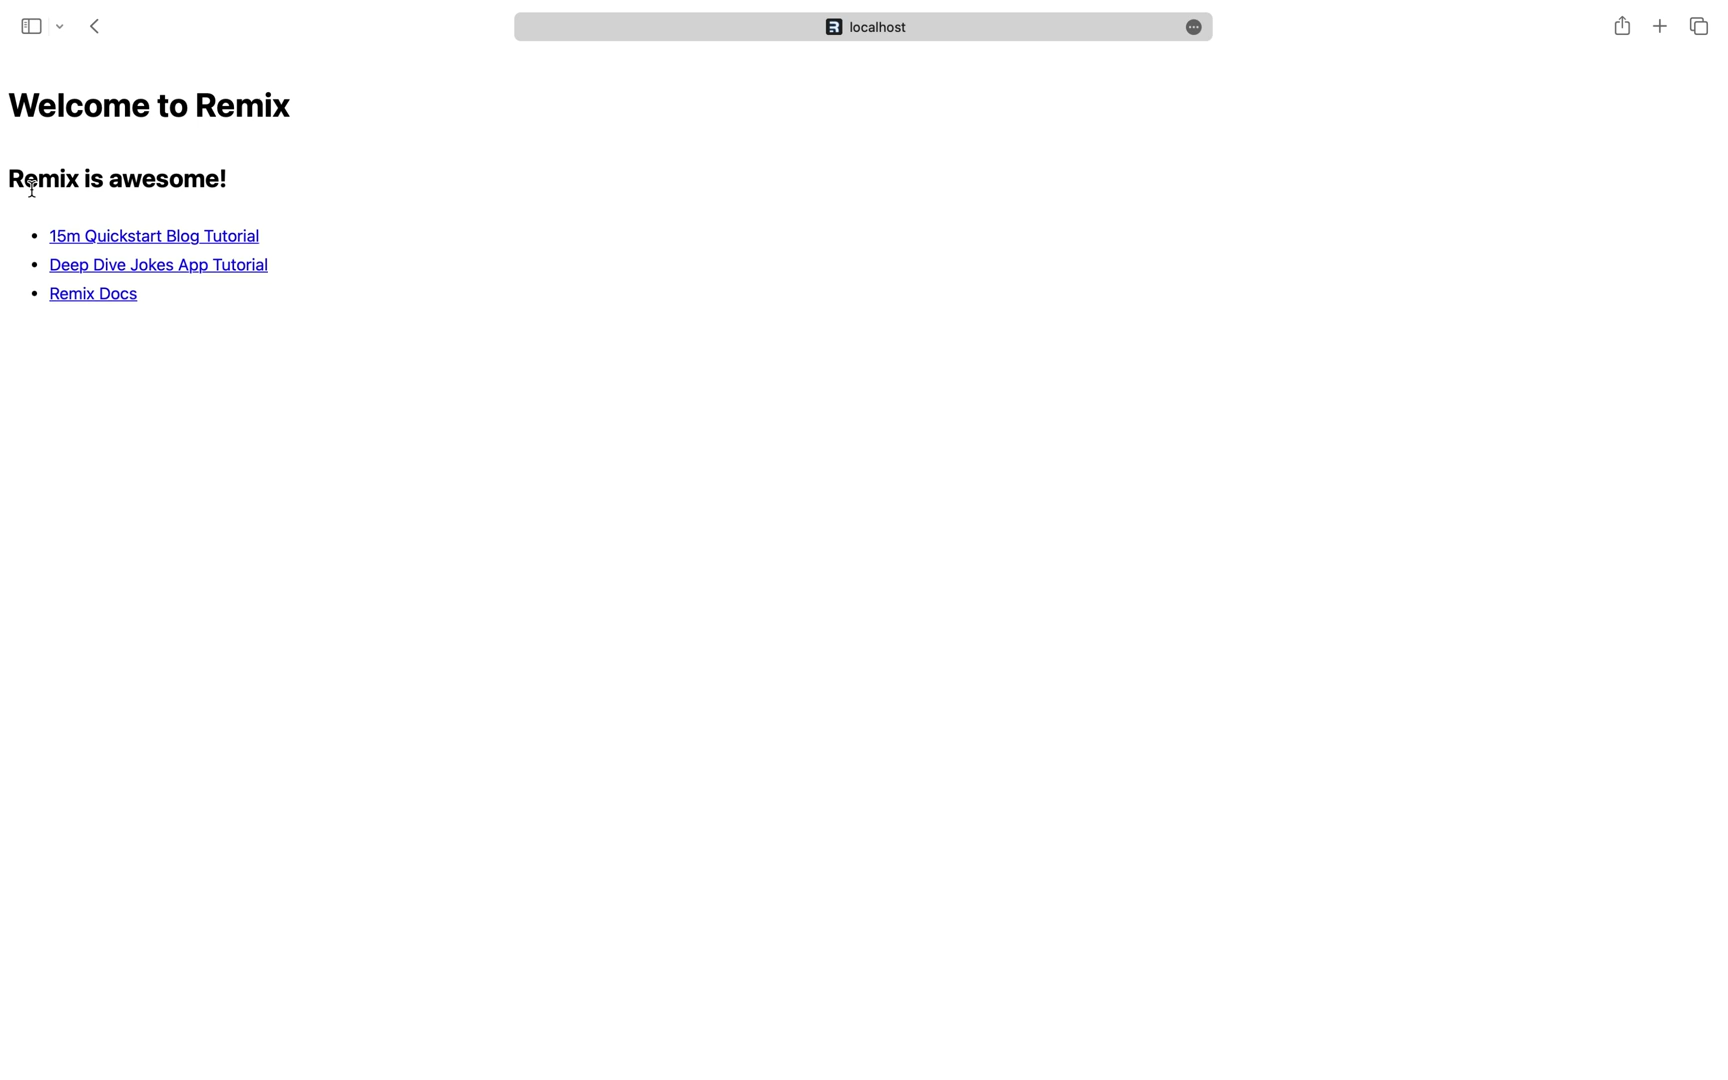 localhost
Welcome to Remix
Remix is awesome!
15m Quickstart Blog Tutorial
Deep Dive Jokes App Tutorial
Remix Docs